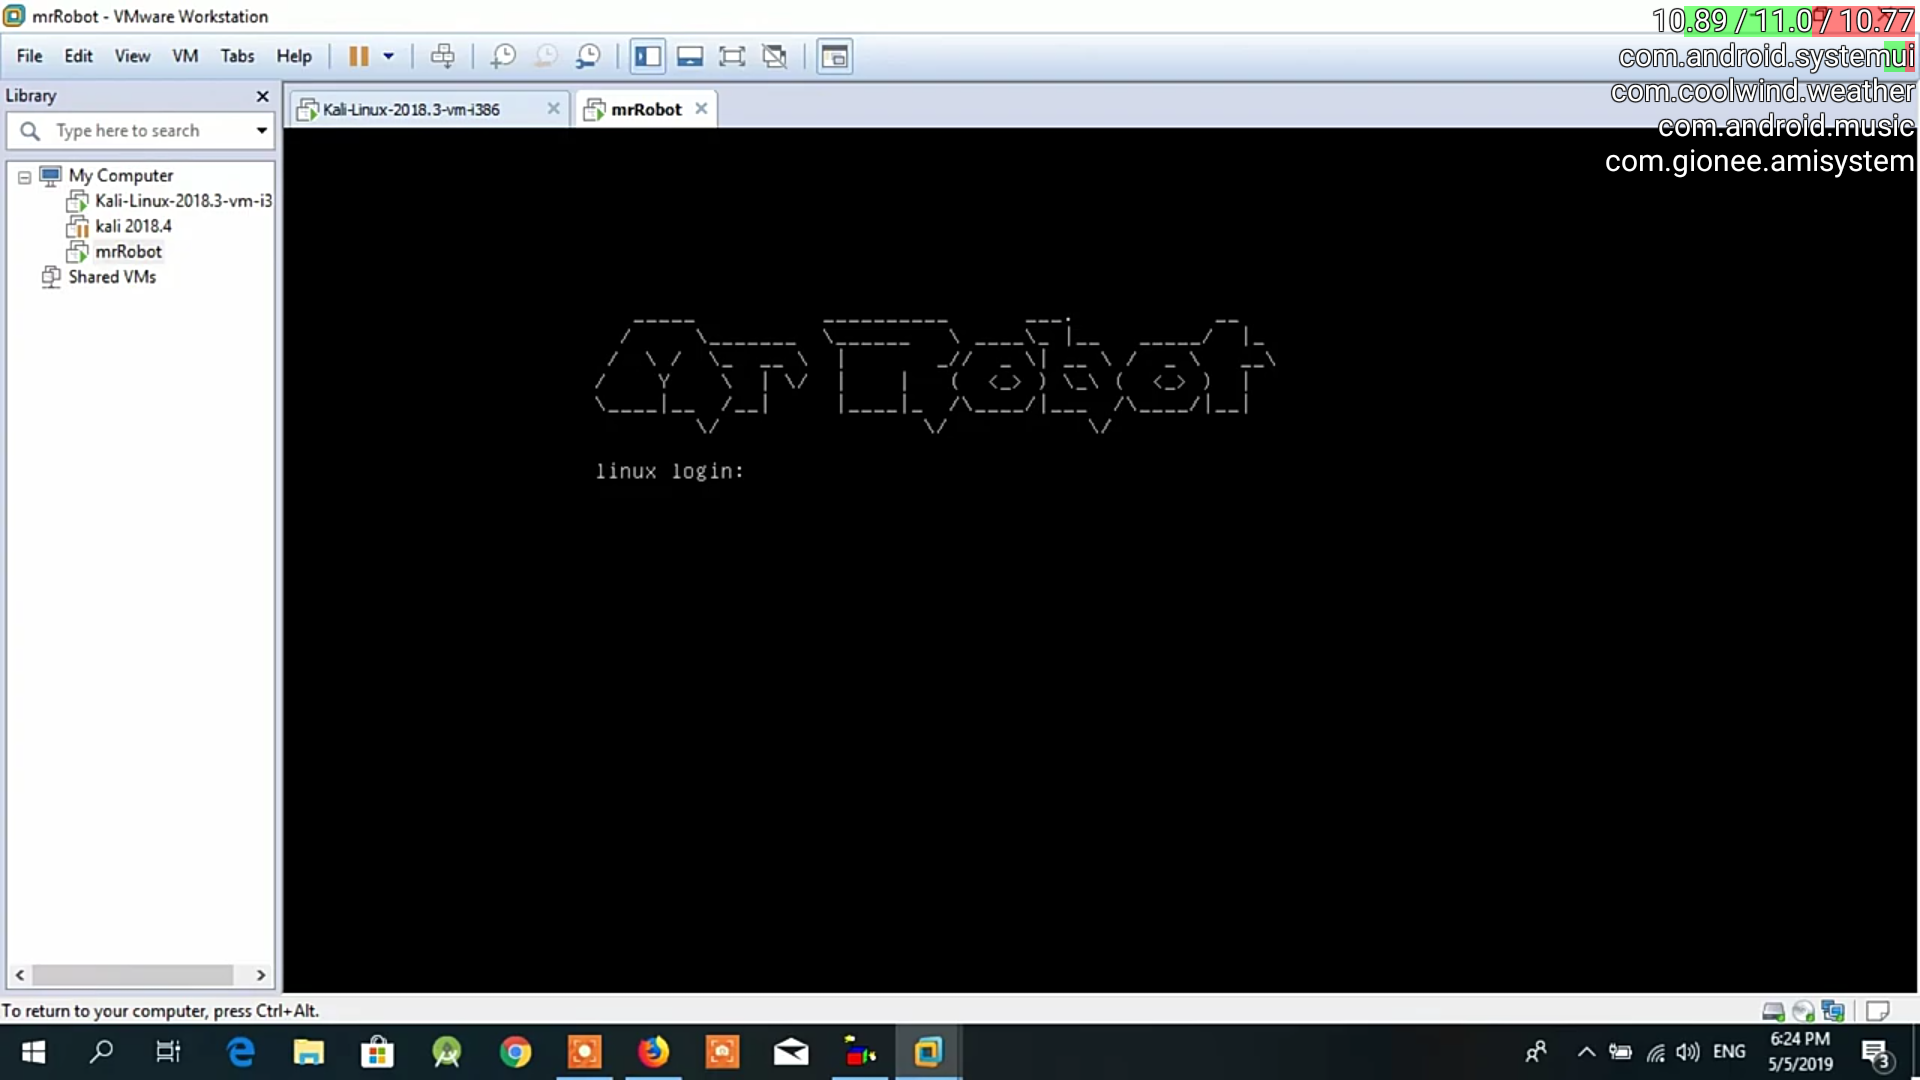 mrRobot - VMware Workstation
10.89 / 11.0 / 10.77
File Edit View VM Tabs Help
com.android.systemui
com.coolwind.weather
com.android.music
com.gionee.amisystem
Library
Kali-Linux-2018.3-vm-i386
mrRobot
Type here to search
My Computer
Kali-Linux-2018.3-vm-i3
kali 2018.4
mrRobot
Shared VMs
Mr Robot
linux login:
To return to your computer, press Ctrl+Alt.
ENG
6:24 PM
5/5/2019
3